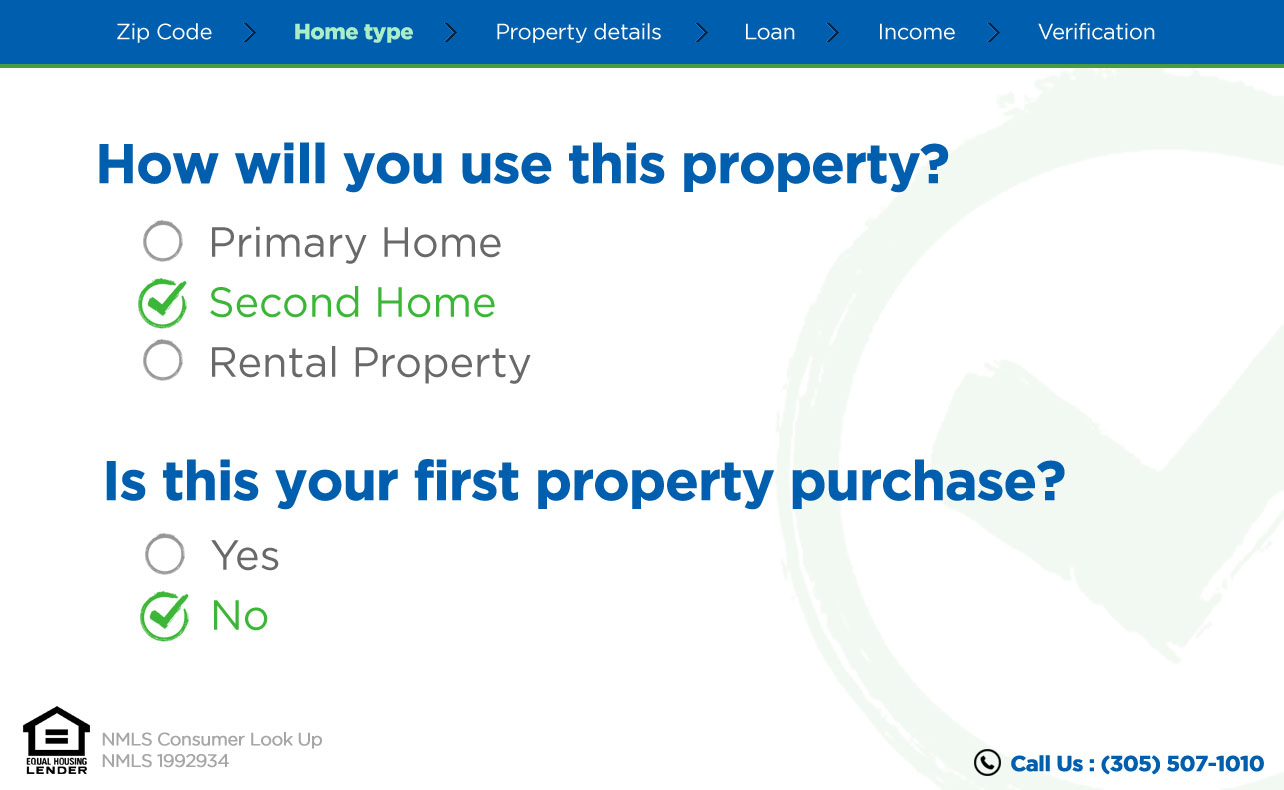 Zip Code > Home type > Property details > Loan > Income > Verification
How will you use this property?
Primary Home
Second Home
Rental Property
Is this your first property purchase?
Yes
No
EQUAL HOUSING
LENDER
NMLS Consumer Look Up
NMLS 1992934
Call Us : (305) 507-1010